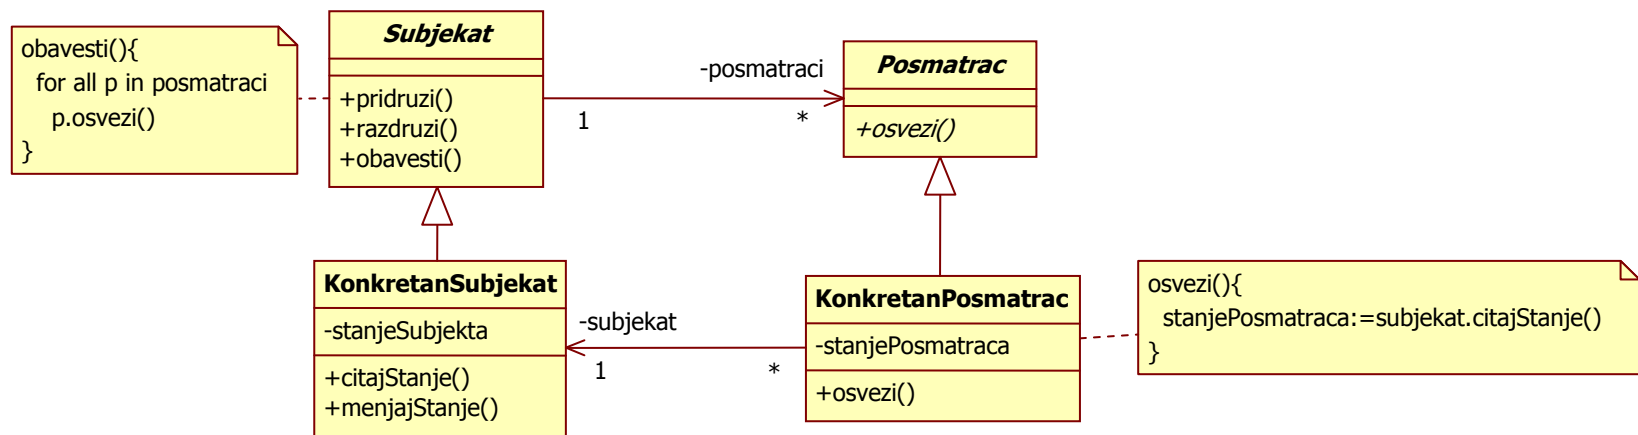 obavesti(){
for all p in posmatraci
p.osvezi()
}
Subjekat
+pridruzi()
+razdruzi()
+obavesti()
-posmatraci
1
*
Posmatrac
+osvezi()
KonkretanSubjekat
-stanjeSubjekta
+citajStanje()
+menjajStanje()
-subjekat
1
*
KonkretanPosmatrac
-stanjePosmatraca
+osvezi()
osvezi(){
stanjePosmatraca:=subjekat.citajStanje()
}